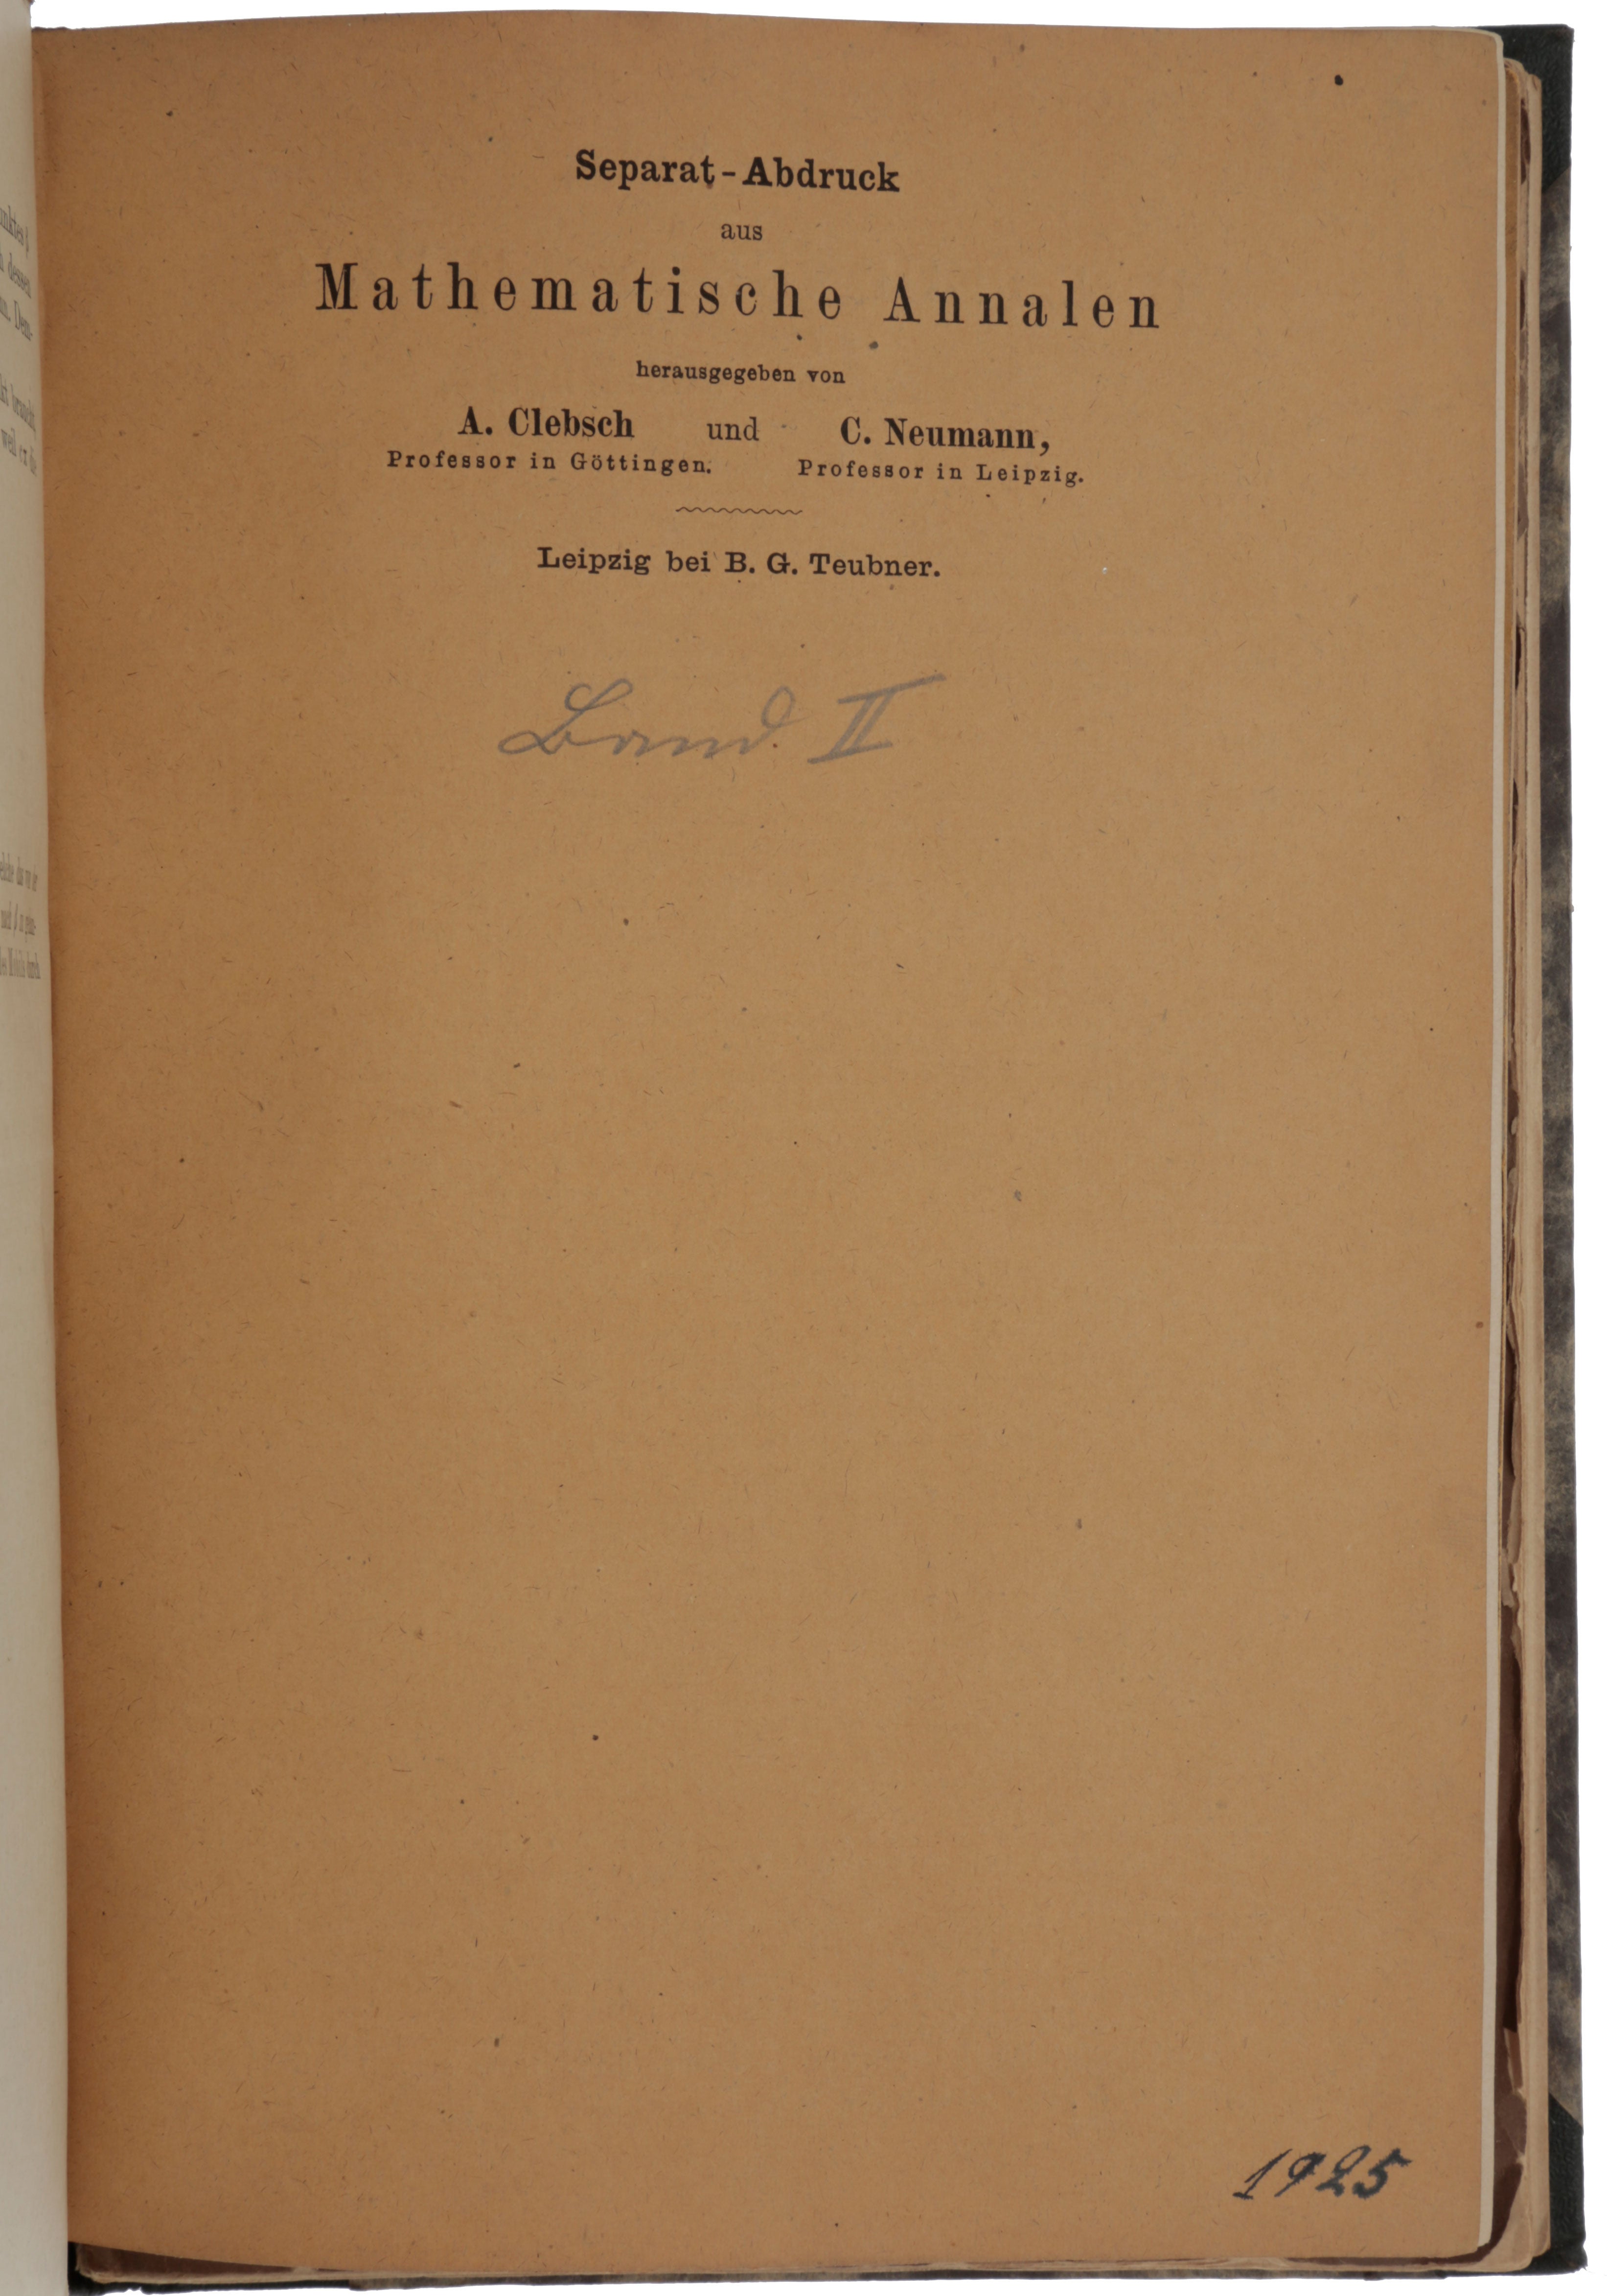 Separat-Abdruck
aus
Mathematische Annalen
herausgegeben von
A. Clebsch und C. Neumann,
Professor in Göttingen. Professor in Leipzig.
Leipzig bei B. G. Teubner.
Band II
1925